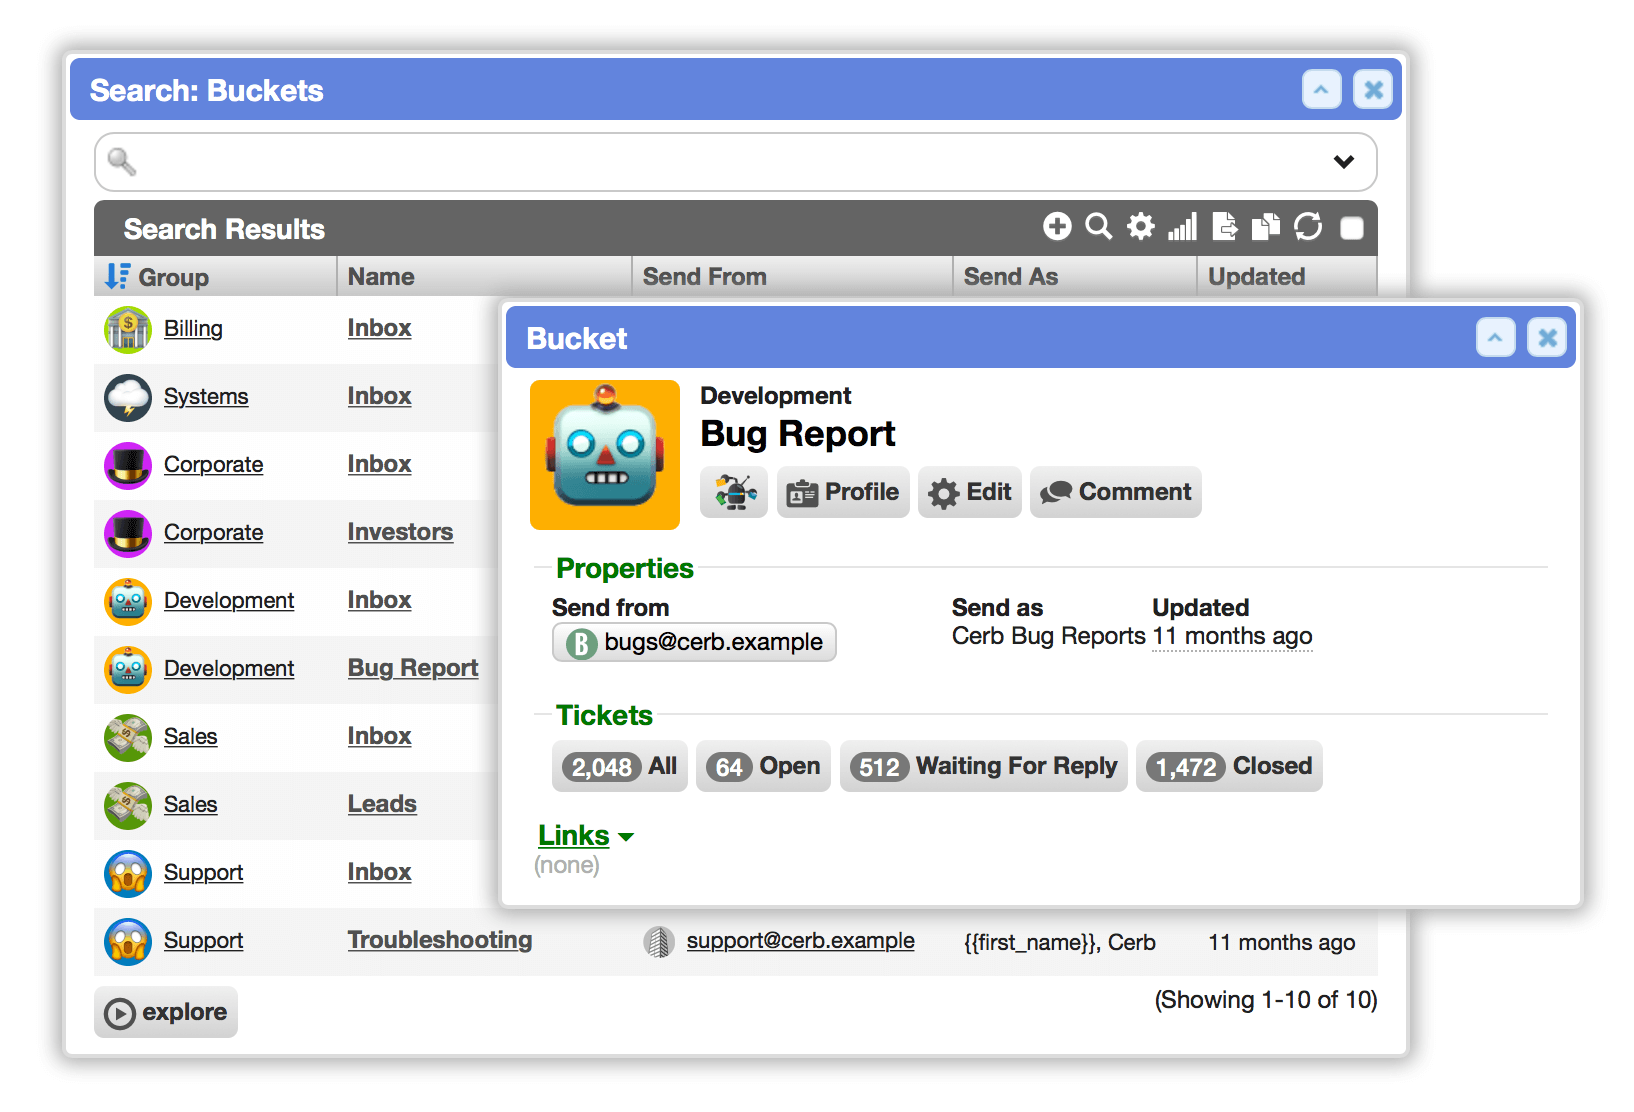 Search: Buckets
Search Results
Group Name Send From Send As Updated
Billing Inbox
Systems Inbox
Corporate Inbox
Corporate Investors
Development Inbox
Development Bug Report
Sales Inbox
Sales Leads
Support Inbox
Support Troubleshooting support@cerb.example {{first_name}}, Cerb 11 months ago
explore
(Showing 1-10 of 10)
Bucket
Development
Bug Report
Profile Edit Comment
Properties
Send from Send as Updated
B bugs@cerb.example Cerb Bug Reports 11 months ago
Tickets
2,048 All 64 Open 512 Waiting For Reply 1,472 Closed
Links
(none)